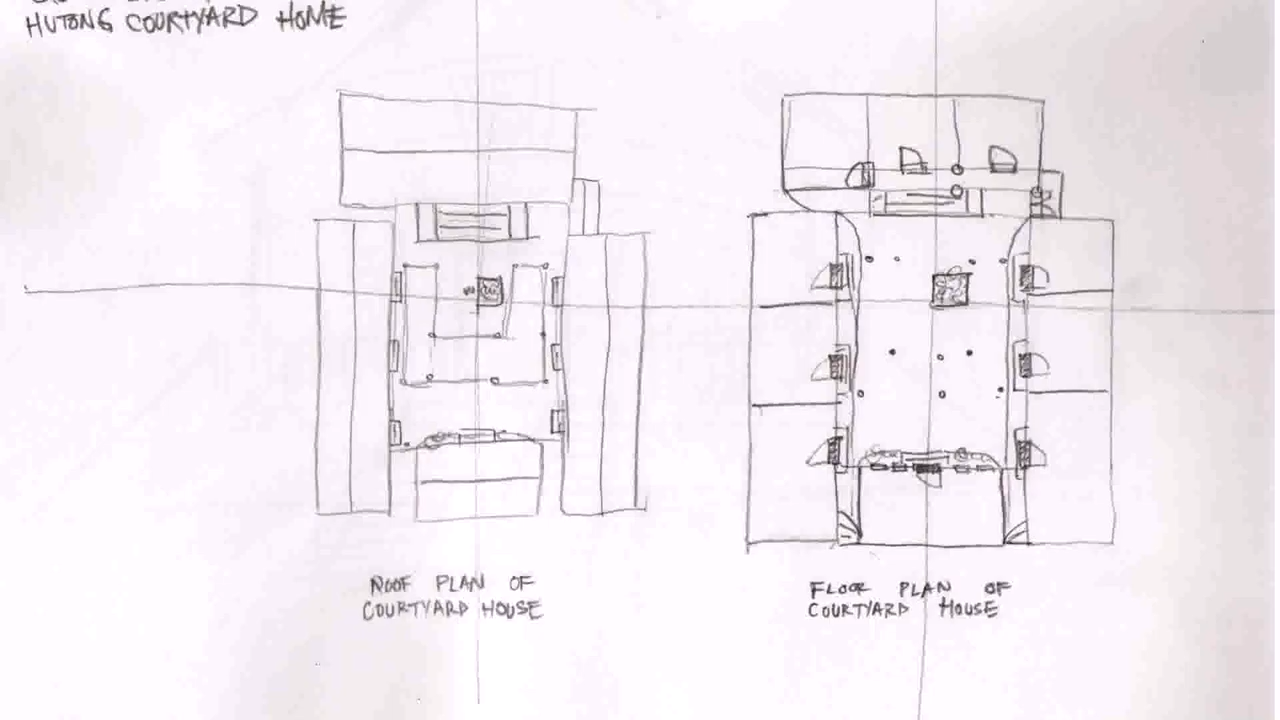 HUTONG COURTYARD HOME
ROOF PLAN OF
COURTYARD HOUSE
FLOOR PLAN OF
COURTYARD HOUSE